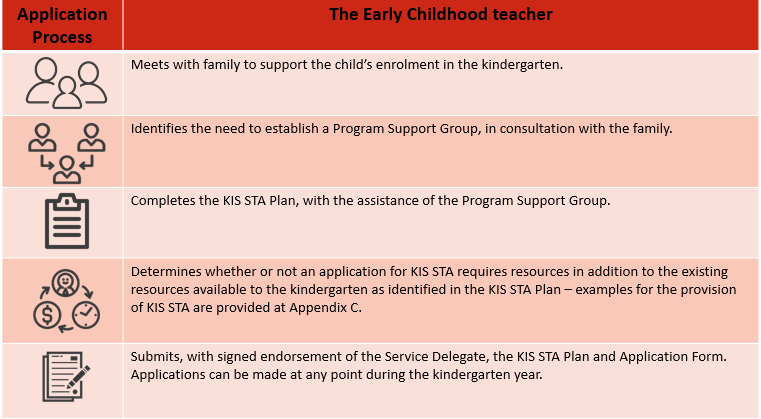 Application
Process
The Early Childhood teacher
Meets with family to support the child’s enrolment in the kindergarten.
Identifies the need to establish a Program Support Group, in consultation with the family.
Completes the KIS STA Plan, with the assistance of the Program Support Group.
Determines whether or not an application for KIS STA requires resources in addition to the existing
resources available to the kindergarten as identified in the KIS STA Plan – examples for the provision
of KIS STA are provided at Appendix C.
$
Submits, with signed endorsement of the Service Delegate, the KIS STA Plan and Application Form.
Applications can be made at any point during the kindergarten year.